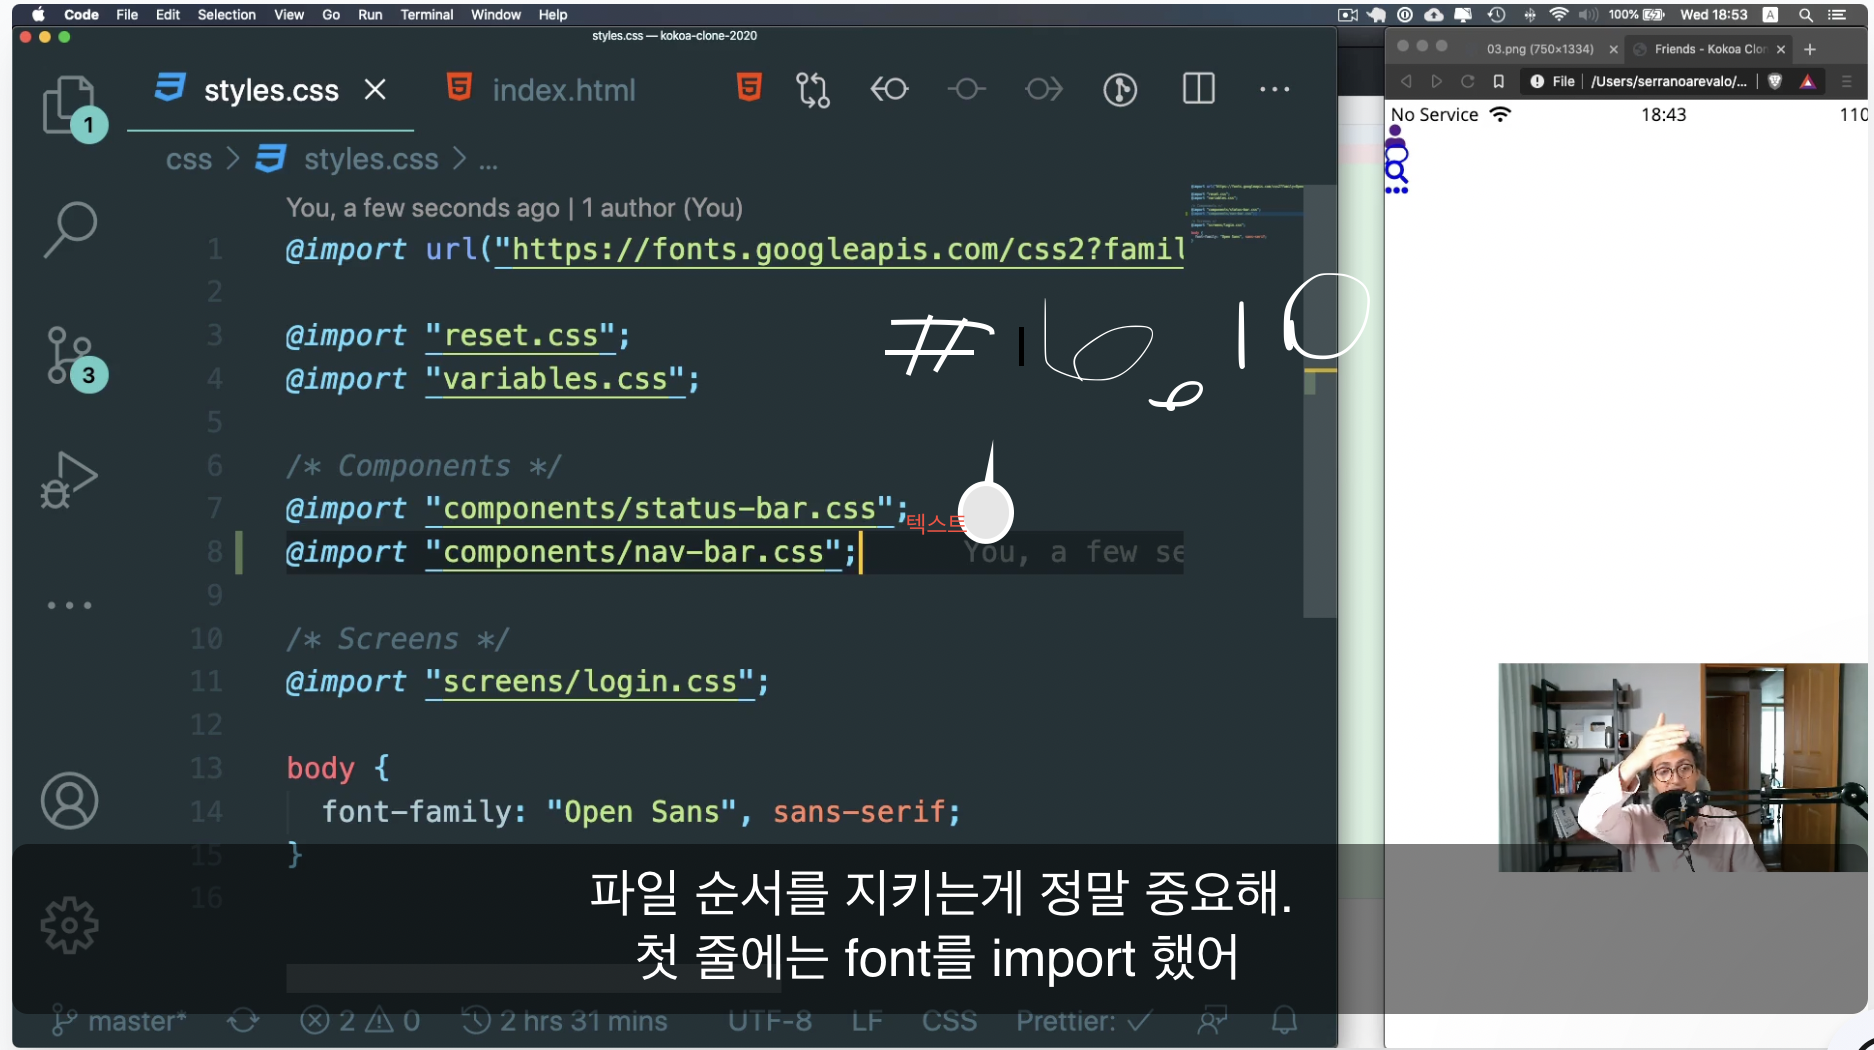 Code File Edit Selection View Go Run Terminal Window Help
100% Wed 18:53 A
styles.css — kokoa-clone-2020
styles.css index.html
css > styles.css > ...
You, a few seconds ago | 1 author (You)
1 @import url("https://fonts.googleapis.com/css2?famil
2
3 @import "reset.css";
4 @import "variables.css";
5
6 /* Components */
7 @import "components/status-bar.css";
8 @import "components/nav-bar.css"; You, a few se
9
10 /* Screens */
11 @import "screens/login.css";
12
13 body {
14 font-family: "Open Sans", sans-serif;
15 }
16
1
3
#16.10
텍스트
03.png (750×1334) Friends - Kokoa Clon
File /Users/serranoarevalo/...
No Service 18:43 110
파일 순서를 지키는게 정말 중요해.
첫 줄에는 font를 import 했어
master* 2 0 2 hrs 31 mins UTF-8 LF CSS Prettier: ✓